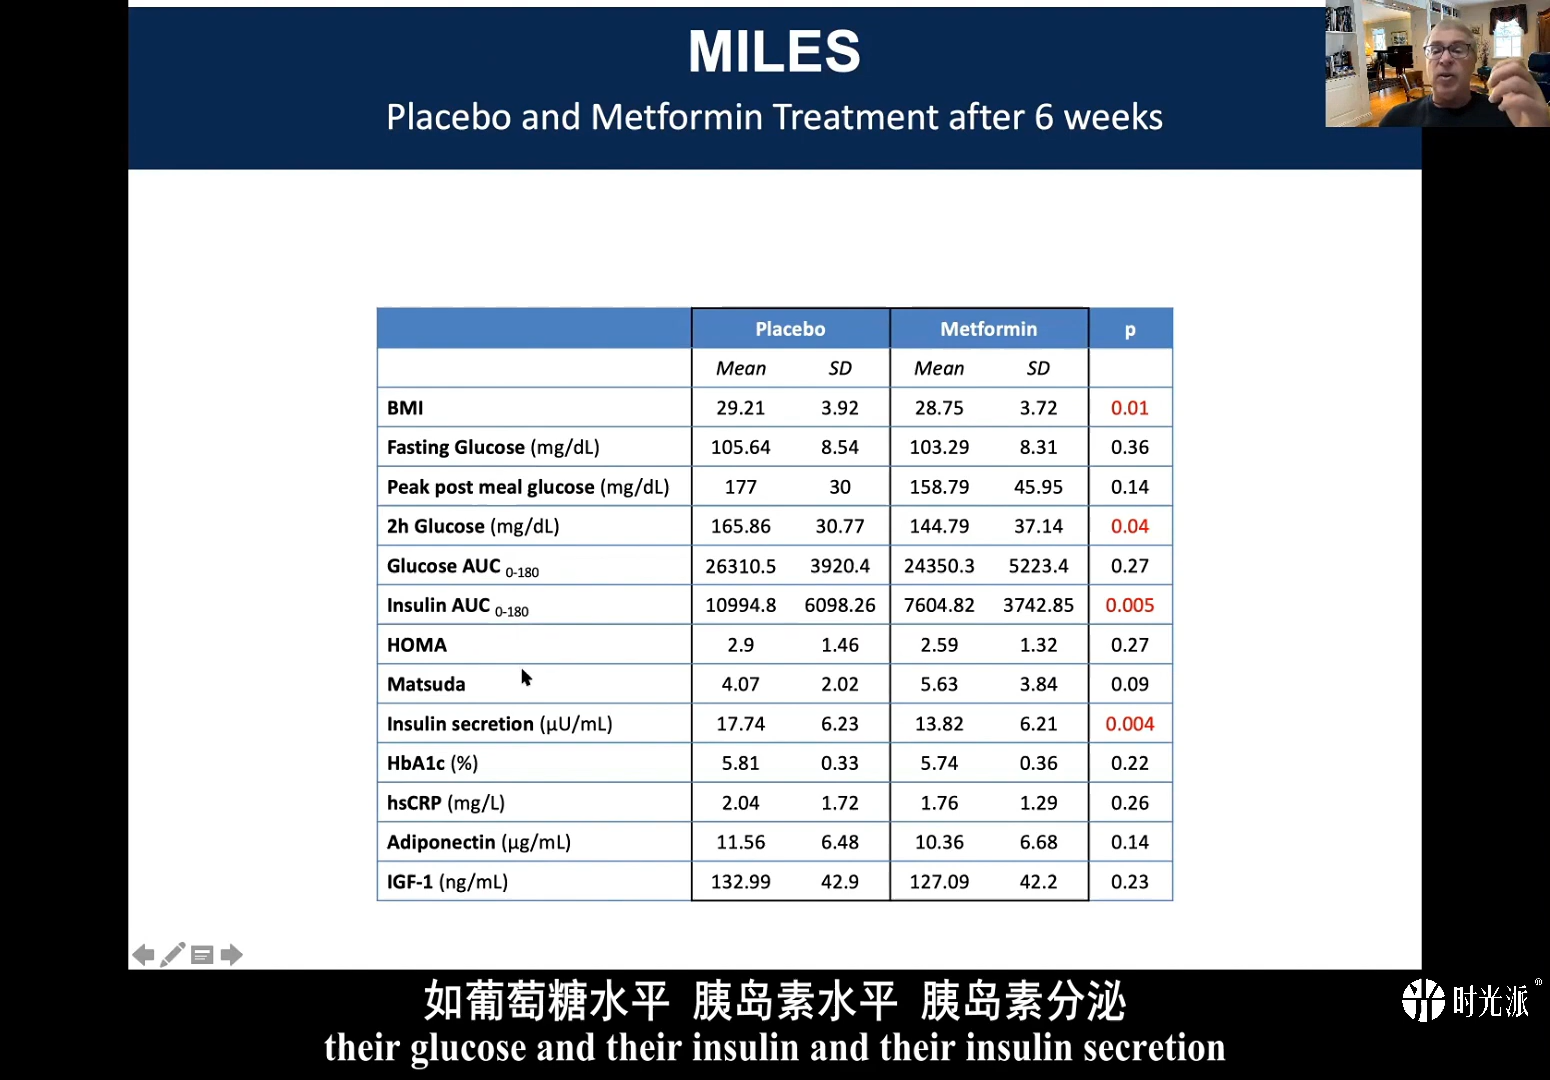 MILES
Placebo and Metformin Treatment after 6 weeks
Placebo Metformin p
Mean SD Mean SD
BMI 29.21 3.92 28.75 3.72 0.01
Fasting Glucose (mg/dL) 105.64 8.54 103.29 8.31 0.36
Peak post meal glucose (mg/dL) 177 30 158.79 45.95 0.14
2h Glucose (mg/dL) 165.86 30.77 144.79 37.14 0.04
Glucose AUC 0-180 26310.5 3920.4 24350.3 5223.4 0.27
Insulin AUC 0-180 10994.8 6098.26 7604.82 3742.85 0.005
HOMA 2.9 1.46 2.59 1.32 0.27
Matsuda 4.07 2.02 5.63 3.84 0.09
Insulin secretion (µU/mL) 17.74 6.23 13.82 6.21 0.004
HbA1c (%) 5.81 0.33 5.74 0.36 0.22
hsCRP (mg/L) 2.04 1.72 1.76 1.29 0.26
Adiponectin (µg/mL) 11.56 6.48 10.36 6.68 0.14
IGF-1 (ng/mL) 132.99 42.9 127.09 42.2 0.23
如葡萄糖水平 胰岛素水平 胰岛素分泌
their glucose and their insulin and their insulin secretion
时光派®